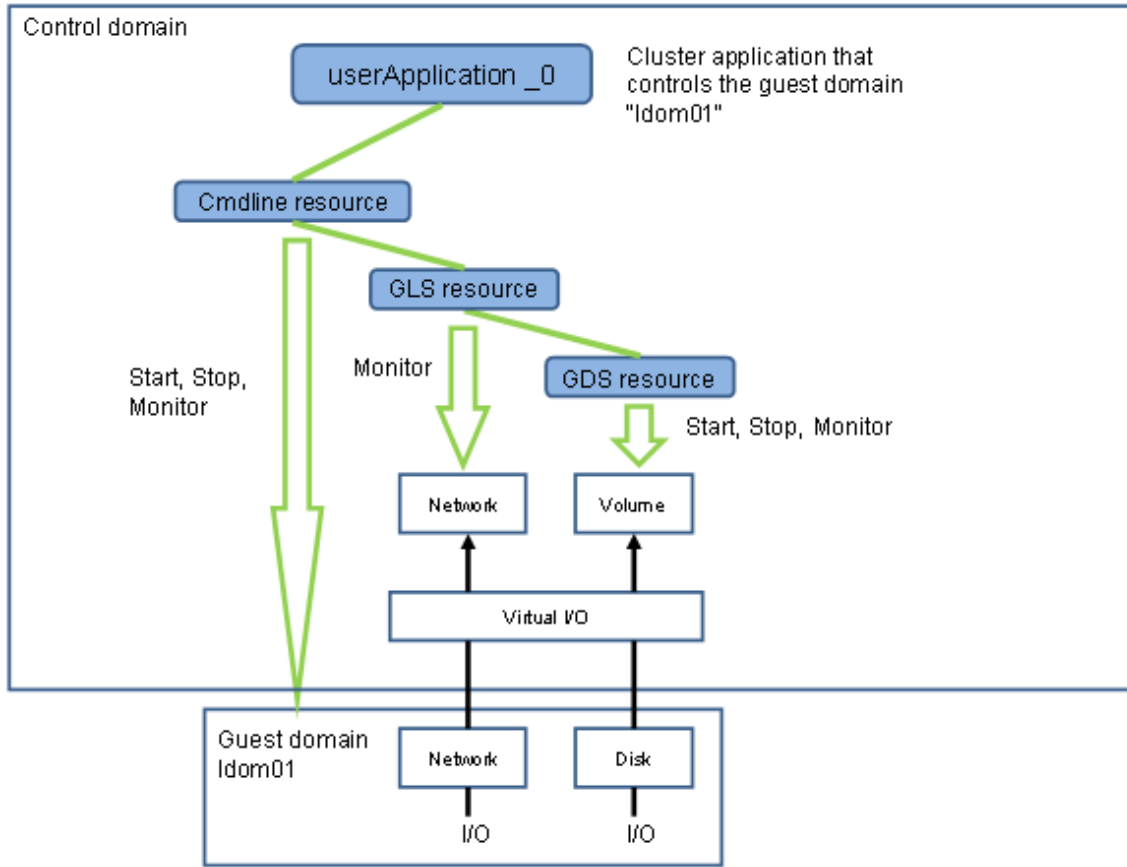 Control domain
userApplication _0
Cluster application that
controls the guest domain
"ldom01"
Cmdline resource
GLS resource
GDS resource
Start, Stop,
Monitor
Monitor
Start, Stop, Monitor
Network
Volume
Virtual I/O
Guest domain
ldom01
Network
Disk
I/O
I/O